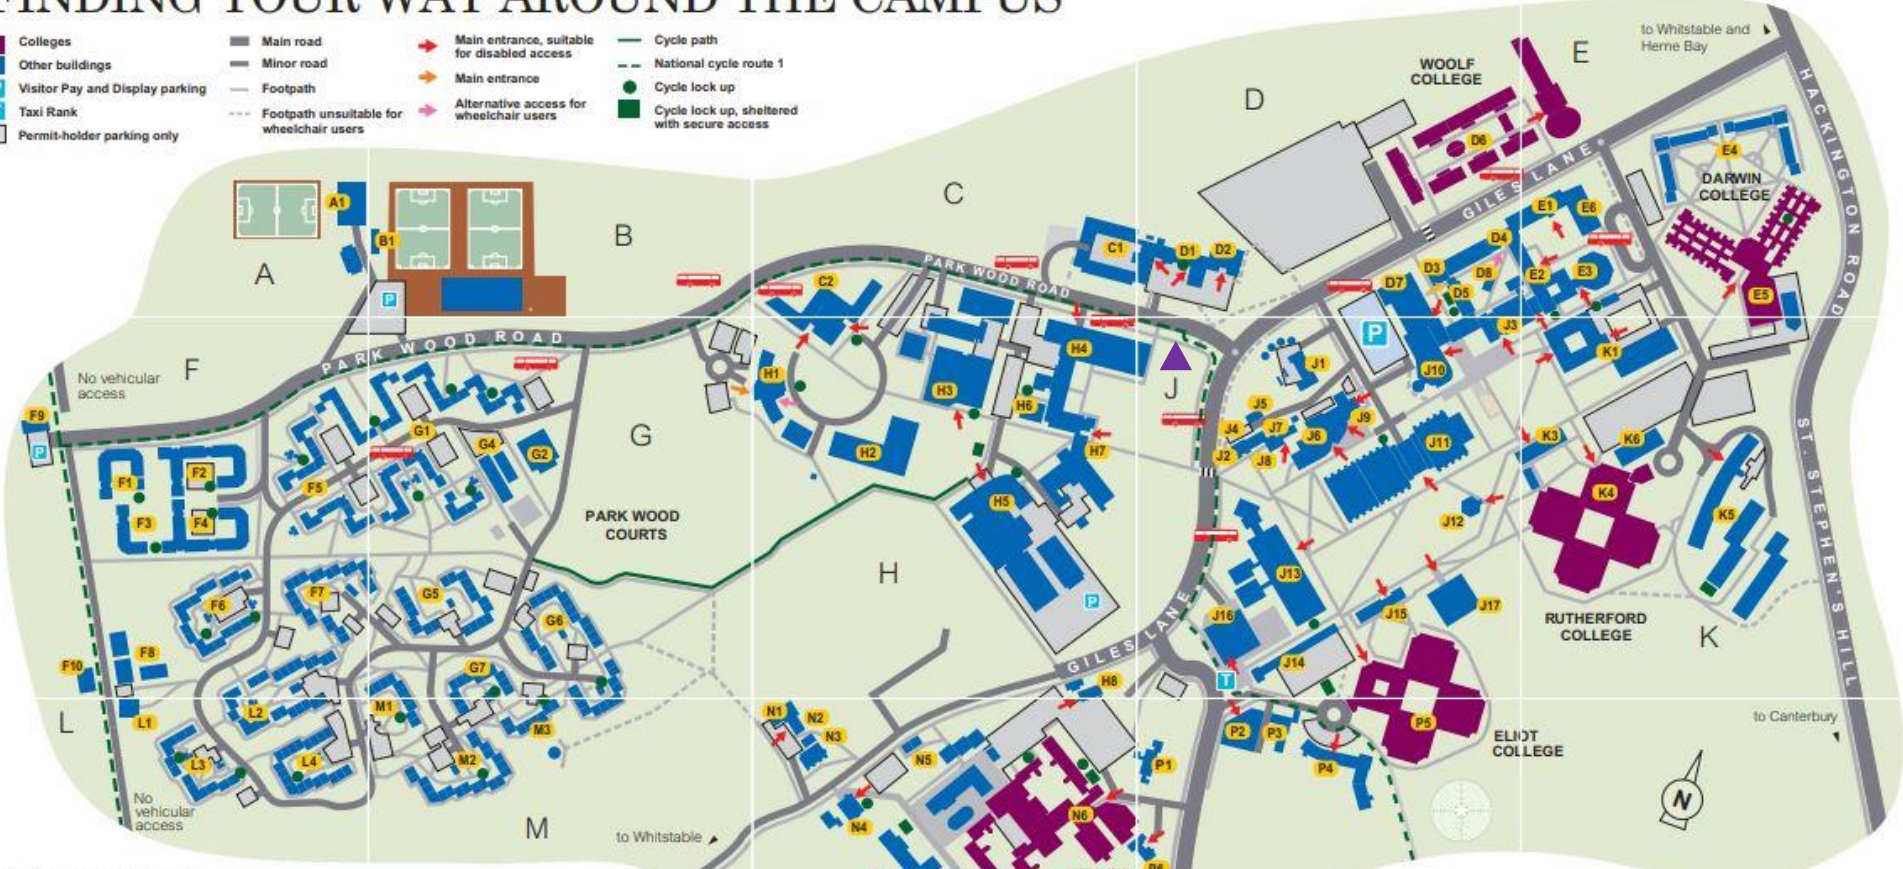 FINDING YOUR WAY AROUND THE CAMPUS
Colleges
Other buildings
Visitor Pay and Display parking
Taxi Rank
Permit-holder parking only
Main road
Minor road
Footpath
Footpath unsuitable for
wheelchair users
Main entrance, suitable
for disabled access
Main entrance
Alternative access for
wheelchair users
Cycle path
National cycle route 1
Cycle lock up
Cycle lock up, sheltered
with secure access
to Whitstable and
Herne Bay
E
WOOLF
COLLEGE
D
HACKINGTON ROAD
D6
E4
DARWIN
COLLEGE
GILES LANE
A1
B1
B
C
A
E1
E6
D4
C1
D1
D2
PARK WOOD ROAD
C2
D7
D3
D8
E2
E3
D5
E5
P
P
PARK WOOD ROAD
F
No vehicular
access
H1
H3
H4
H6
J
J1
J10
J3
K1
F9
P
G1
G
G4
G2
H2
H7
J5
J4
J7
J2
J6
J8
J9
J11
K3
K6
F1
F2
F3
F4
F5
PARK WOOD
COURTS
H5
J12
K4
K5
ST. STEPHEN'S HILL
H
P
J13
F6
F7
G5
G6
J16
J15
J17
RUTHERFORD
COLLEGE
K
F8
F10
G7
GILES LANE
H8
J14
T
L
L1
L2
M1
M3
N1
N2
N3
P2
P3
P5
ELIOT
COLLEGE
to Canterbury
L3
L4
M2
N5
P1
P4
No
vehicular
access
M
to Whitstable
N4
N6
N
P6